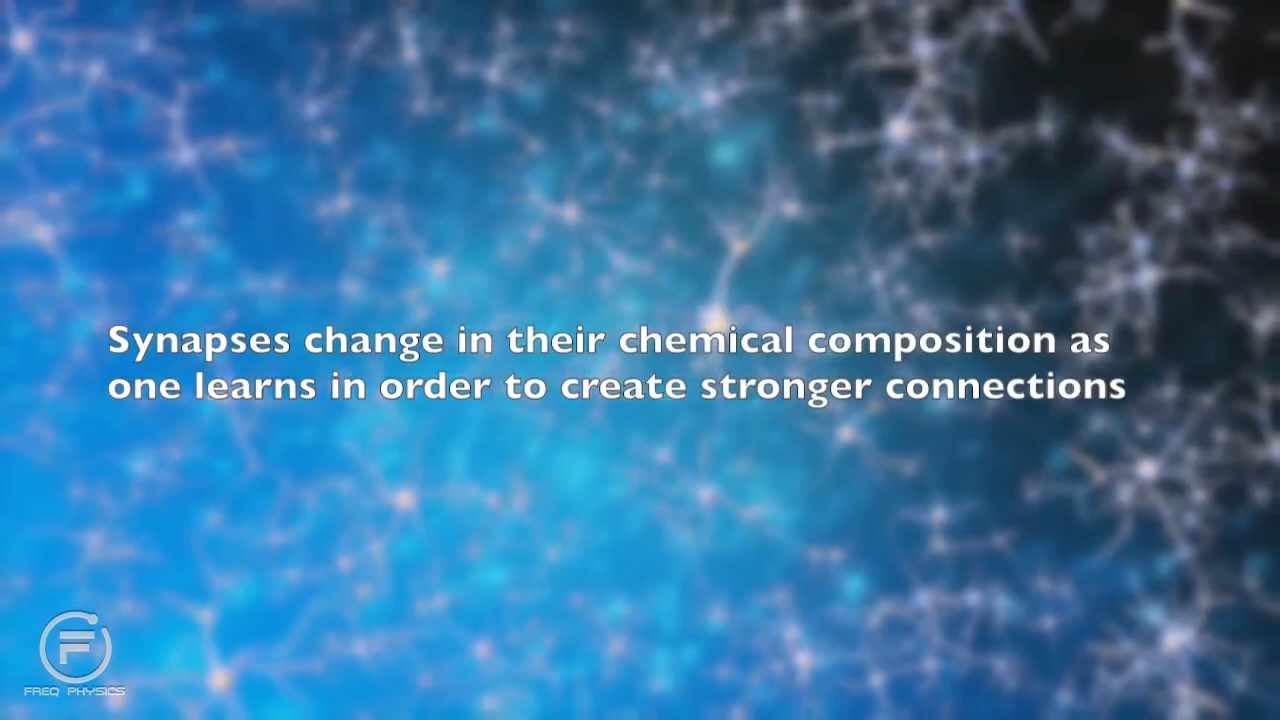 Synapses change in their chemical composition as
one learns in order to create stronger connections
F
FREQ PHYSICS